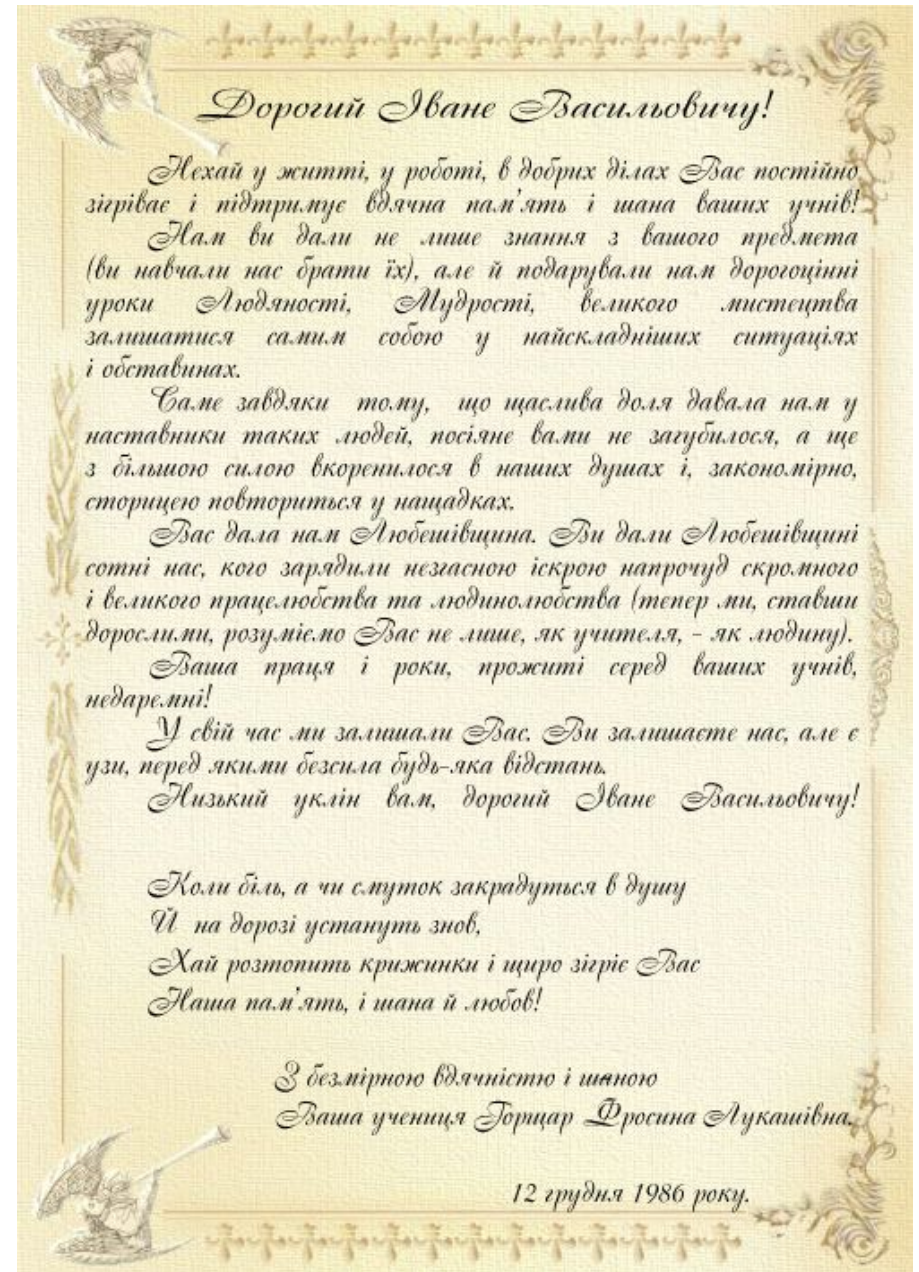 Дорогий Іване Васильовичу!
Нехай у житті, у роботі, в добрих ділах Вас постійно
зігріває і підтримує вдячна пам'ять і шана ваших учнів!
Нам ви дали не лише знання з вашого предмета
(ви навчали нас брати їх), але й подарували нам дорогоцінні
уроки Людяності, Мудрості, великого мистецтва
залишатися самим собою у найскладніших ситуаціях
і обставинах.
Саме завдяки тому, що щаслива доля давала нам у
наставники таких людей, посіяне вами не загубилося, а ще
з більшою силою вкоренилося в наших душах і, закономірно,
сторицею повториться у нащадках.
Вас дала нам Любешівщина. Ви дали Любешівщині
сотні нас, кого зарядили незгасною іскрою напрочуд скромного
і великого працелюбства та людинолюбства (тепер ми, ставши
дорослими, розуміємо Вас не лише, як учителя, - як людину).
Ваша праця і роки, прожиті серед ваших учнів,
недаремні!
У свій час ми залишали Вас. Ви залишаєте нас, але є
узи, перед якими безсила будь-яка відстань.
Низький уклін вам, дорогий Іване Васильовичу!
Коли біль, а чи смуток закрадуться в душу
Й на дорозі устануть знов,
Хай розтопить крижинки і щиро зігріє Вас
Наша пам'ять, і шана й любов!
З безмірною вдячністю і шаною
Ваша учениця Горщар Фросина Лукашівна.
12 грудня 1986 року.